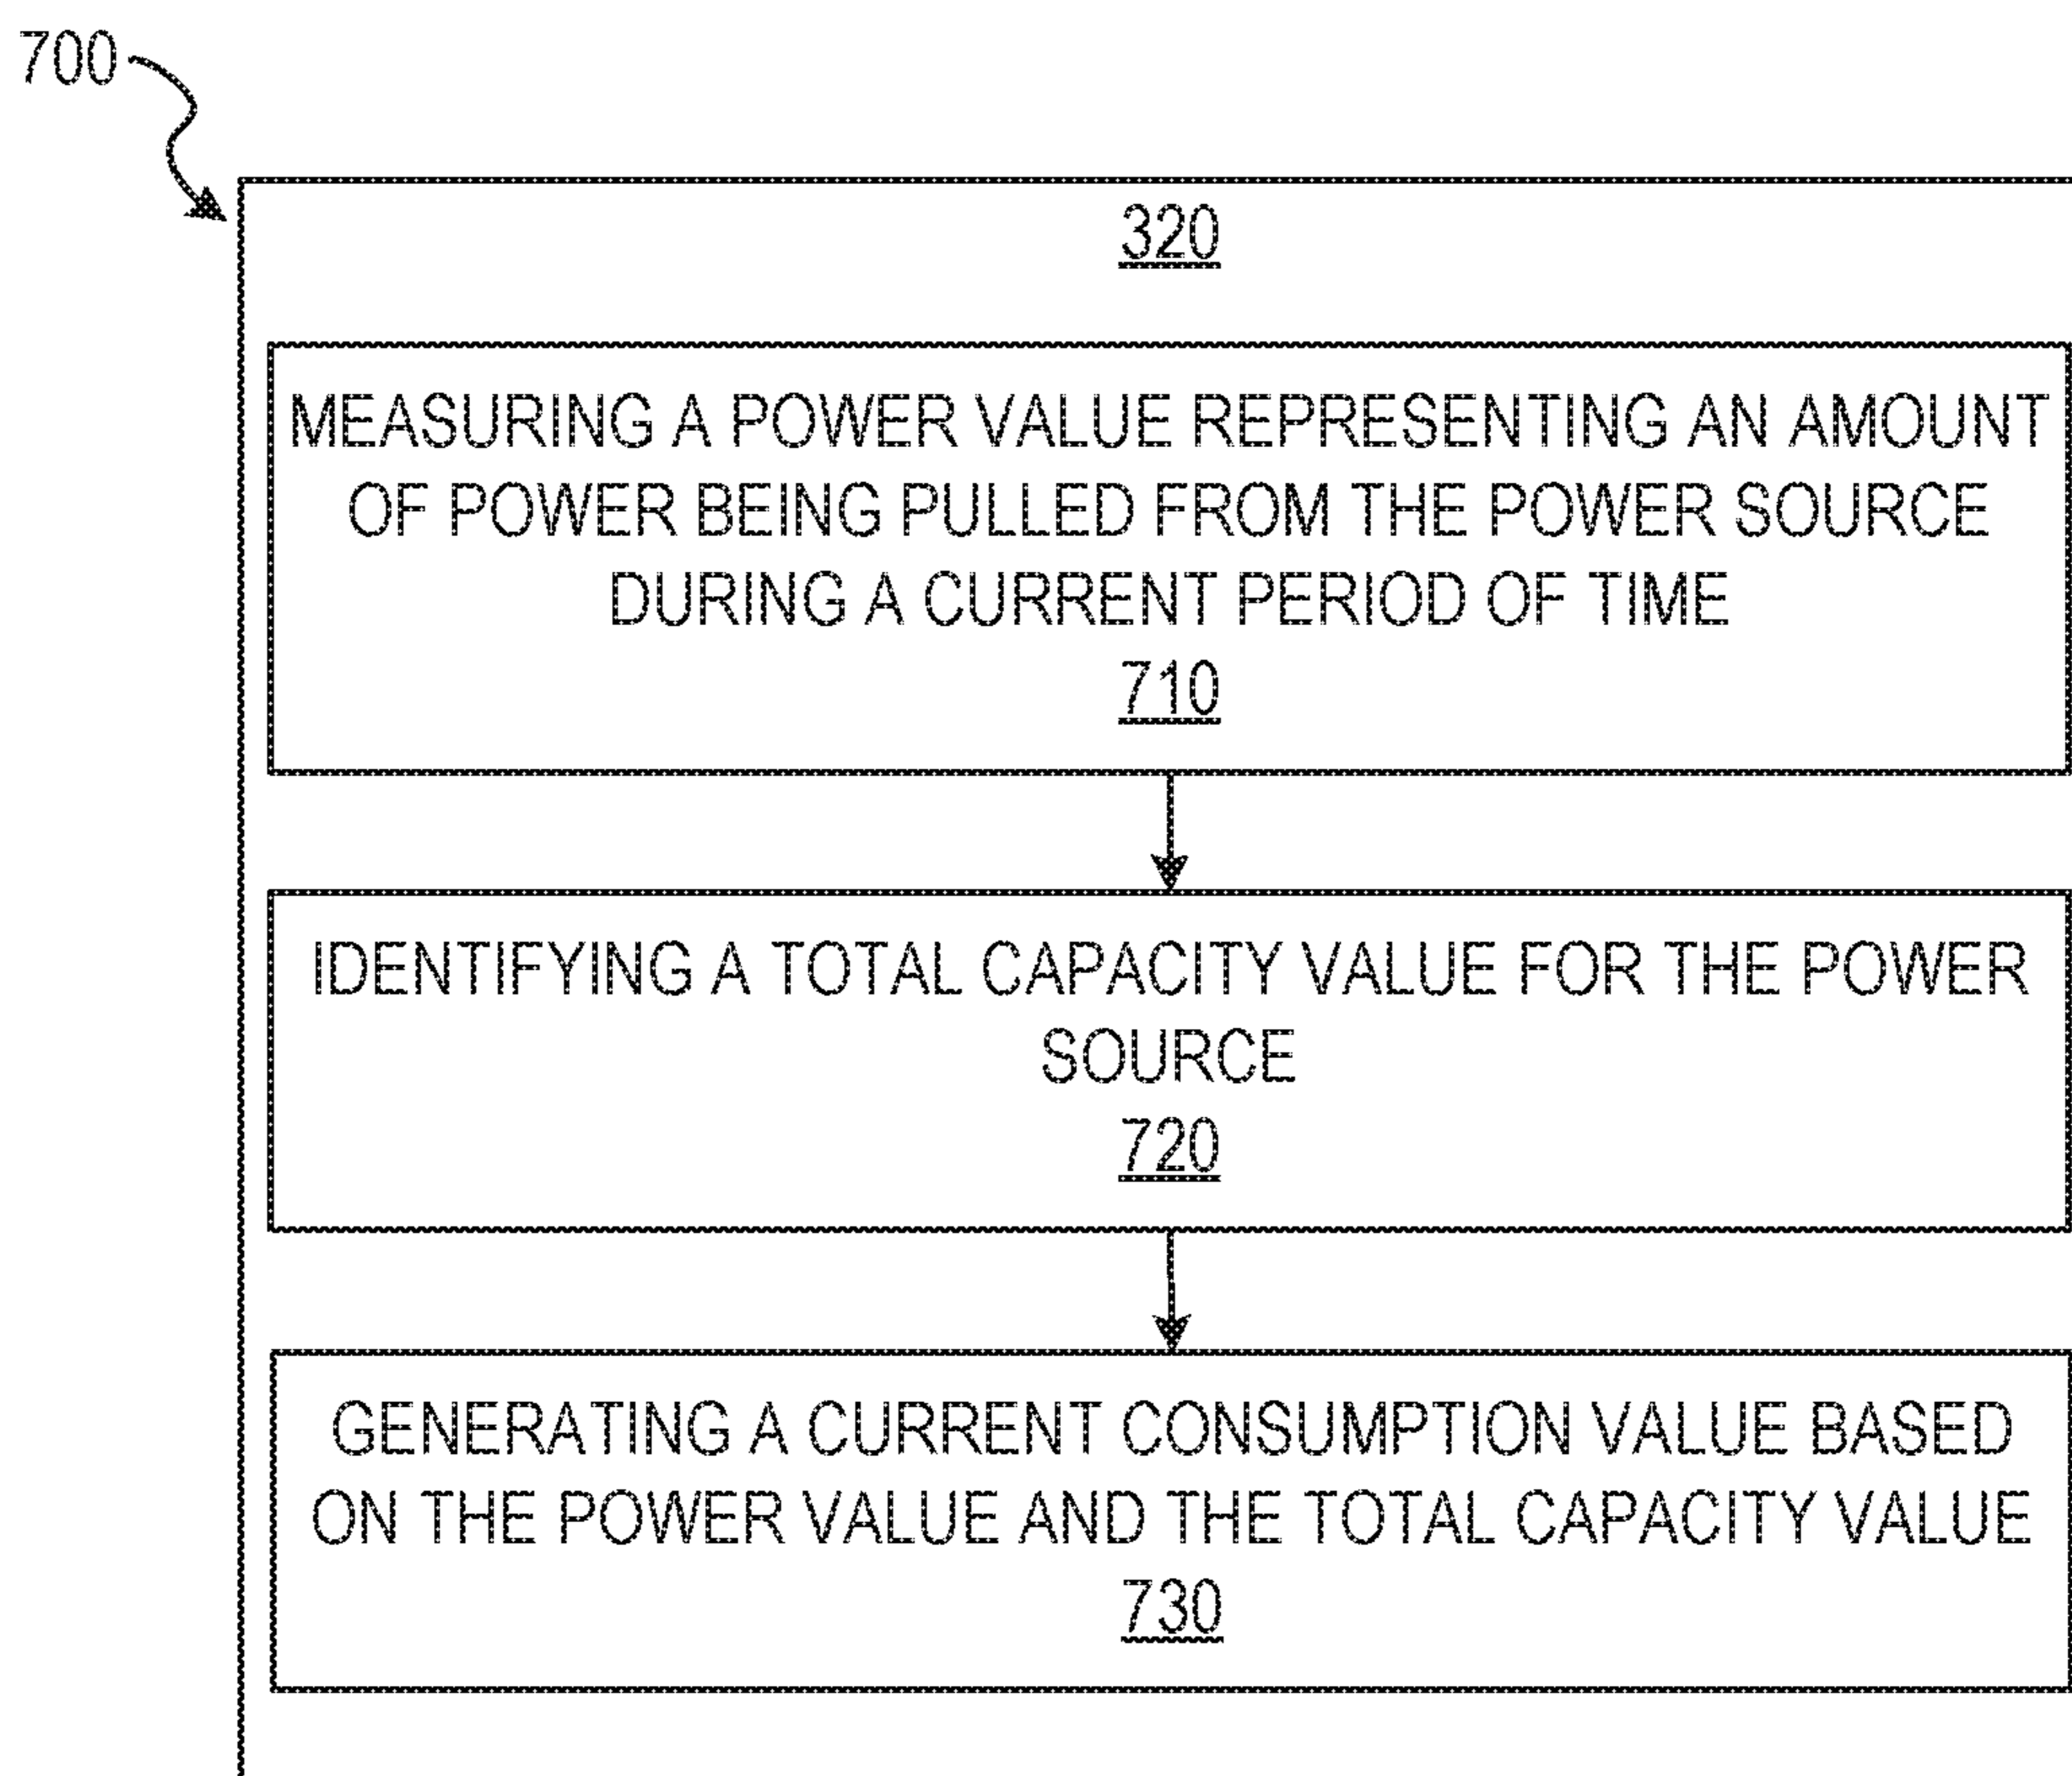 700
320
MEASURING A POWER VALUE REPRESENTING AN AMOUNT
OF POWER BEING PULLED FROM THE POWER SOURCE
DURING A CURRENT PERIOD OF TIME
710
IDENTIFYING A TOTAL CAPACITY VALUE FOR THE POWER
SOURCE
720
GENERATING A CURRENT CONSUMPTION VALUE BASED
ON THE POWER VALUE AND THE TOTAL CAPACITY VALUE
730